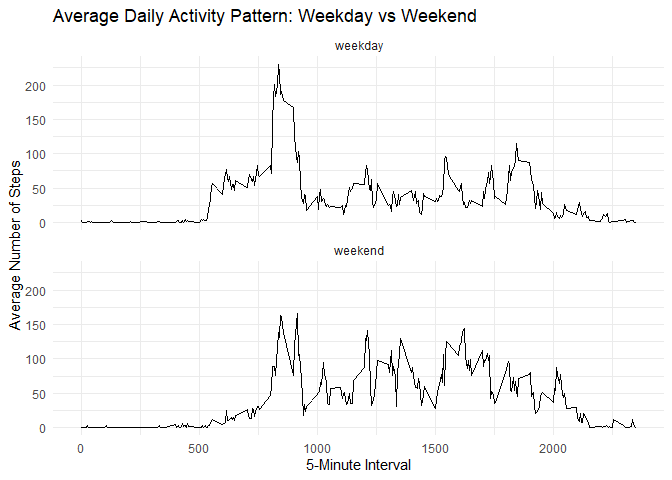 Average Daily Activity Pattern: Weekday vs Weekend
weekday
200
150
100
50
0
weekend
200
150
100
50
0
Average Number of Steps
0 500 1000 1500 2000
5-Minute Interval